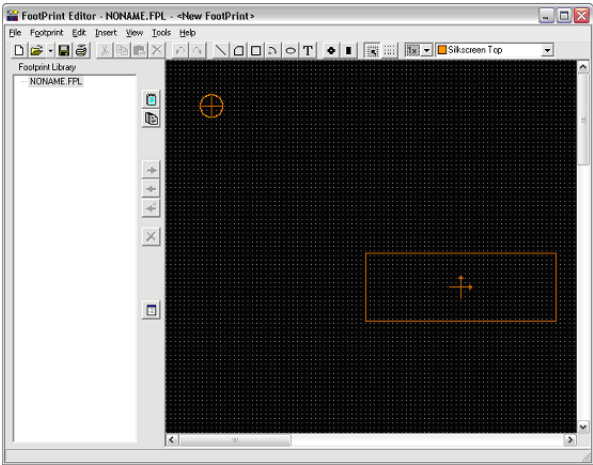 FootPrint Editor - NONAME.FPL - <New FootPrint>
File Footprint Edit Insert View Tools Help
T 1x Silkscreen Top
Footprint Library
NONAME.FPL